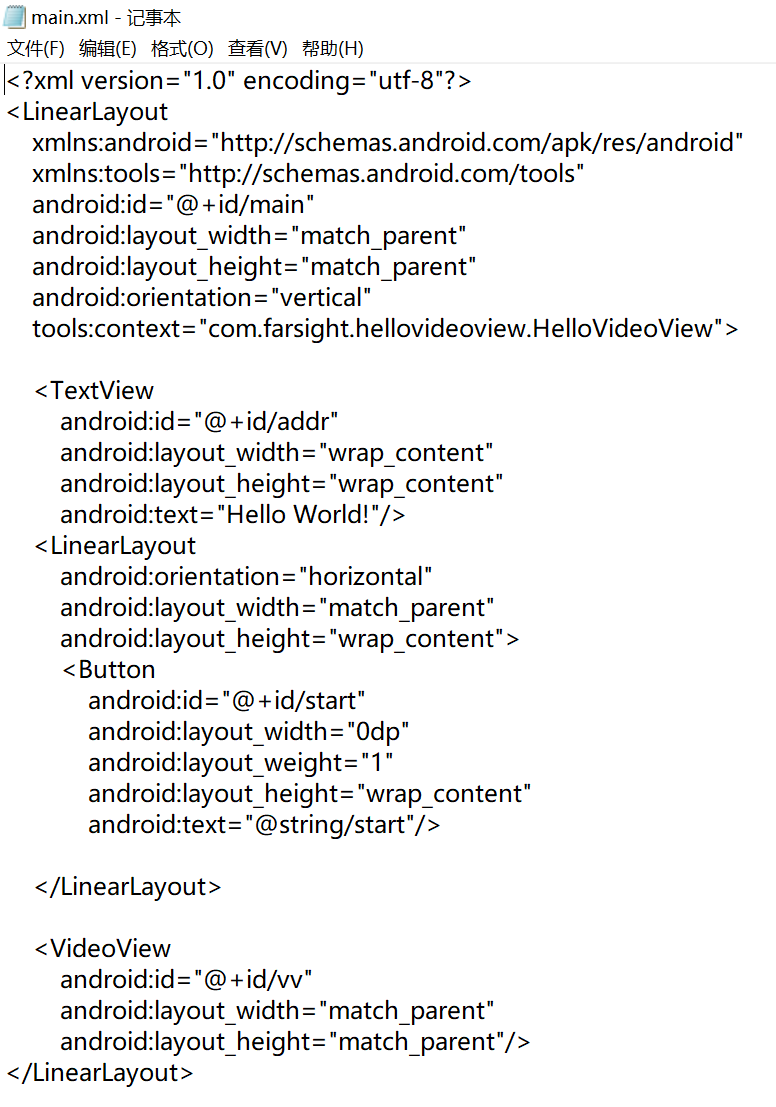 main.xml - 记事本
文件(F) 编辑(E) 格式(O) 查看(V) 帮助(H)
<?xml version="1.0" encoding="utf-8"?>
<LinearLayout
    xmlns:android="http://schemas.android.com/apk/res/android"
    xmlns:tools="http://schemas.android.com/tools"
    android:id="@+id/main"
    android:layout_width="match_parent"
    android:layout_height="match_parent"
    android:orientation="vertical"
    tools:context="com.farsight.hellovideoview.HelloVideoView">

    <TextView
        android:id="@+id/addr"
        android:layout_width="wrap_content"
        android:layout_height="wrap_content"
        android:text="Hello World!"/>
    <LinearLayout
        android:orientation="horizontal"
        android:layout_width="match_parent"
        android:layout_height="wrap_content">
        <Button
            android:id="@+id/start"
            android:layout_width="0dp"
            android:layout_weight="1"
            android:layout_height="wrap_content"
            android:text="@string/start"/>

    </LinearLayout>

    <VideoView
        android:id="@+id/vv"
        android:layout_width="match_parent"
        android:layout_height="match_parent"/>
</LinearLayout>